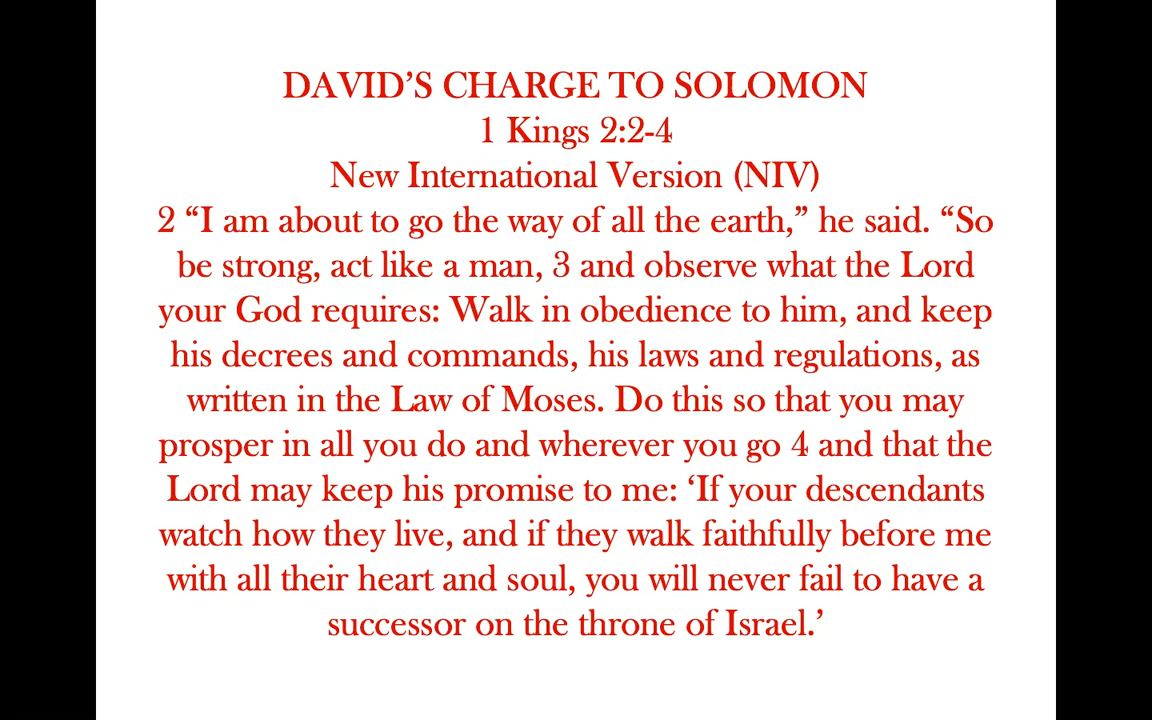 DAVID’S CHARGE TO SOLOMON
1 Kings 2:2-4
New International Version (NIV)
2 “I am about to go the way of all the earth,” he said. “So
be strong, act like a man, 3 and observe what the Lord
your God requires: Walk in obedience to him, and keep
his decrees and commands, his laws and regulations, as
written in the Law of Moses. Do this so that you may
prosper in all you do and wherever you go 4 and that the
Lord may keep his promise to me: ‘If your descendants
watch how they live, and if they walk faithfully before me
with all their heart and soul, you will never fail to have a
successor on the throne of Israel.’